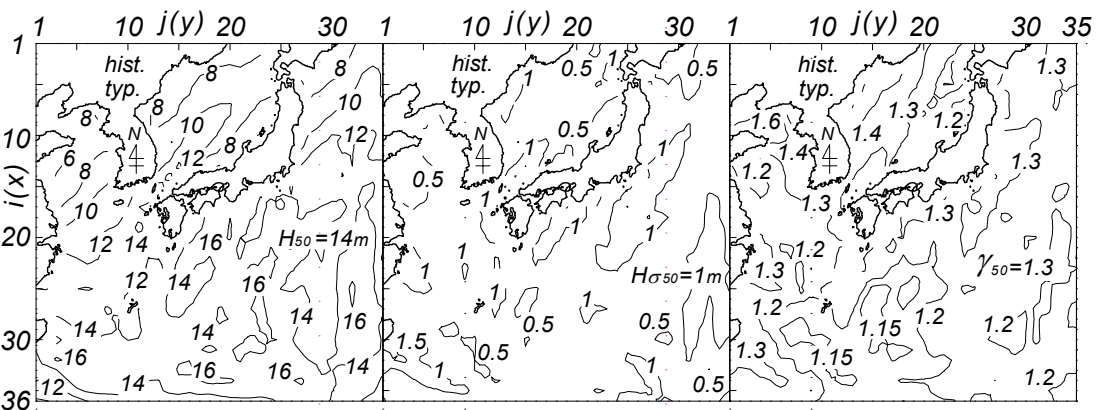 1 10 j(y) 20 30 1 10 j(y) 20 30 1 10 j(y) 20 30 35
1
hist. 8 8 hist. 1 0.5 1 0.5 hist. 1.3
typ. typ. typ.
8 10 8 10 12 1.6 1.4 1.3 1.2
10 N 8 12 N 1 0.5 1 N
6 8 0.5 1.2 1.4 1.3
10 1 1.3 1.3
i(x)
20 12 14 16 H50=14m 1 1 1.2
12 14 16 1 1 Hσ50=1m 1.3 γ50=1.3
14 14 16 1 0.5 0.5 1.2 1.15 1.2 1.2
30 16 16 14 1.5 0.5 1 1.3 1.15
12 14 1 0.5 1.2
36